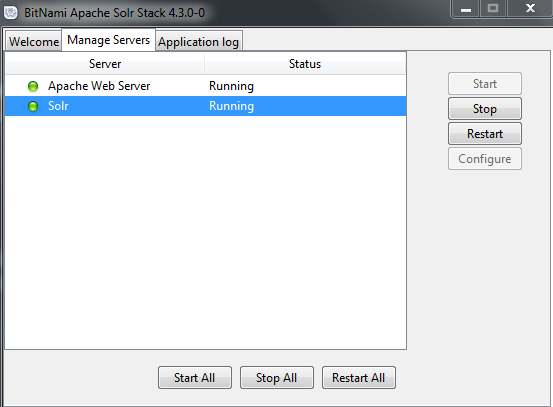 BitNami Apache Solr Stack 4.3.0-0
Welcome Manage Servers Application log
Server Status
Apache Web Server Running
Solr Running
Start
Stop
Restart
Configure
Start All Stop All Restart All